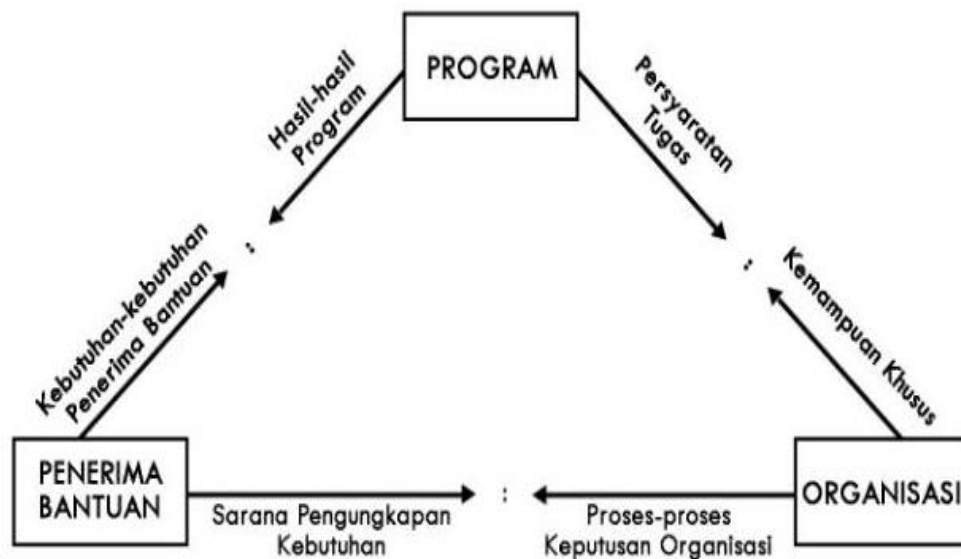 PROGRAM
Hasil-hasil
Program
Persyaratan
Tugas
:
:
Kebutuhan-kebutuhan
Penerima Bantuan
Kemampuan Khusus
PENERIMA
BANTUAN
ORGANISASI
:
Sarana Pengungkapan
Kebutuhan
Proses-proses
Keputusan Organisasi